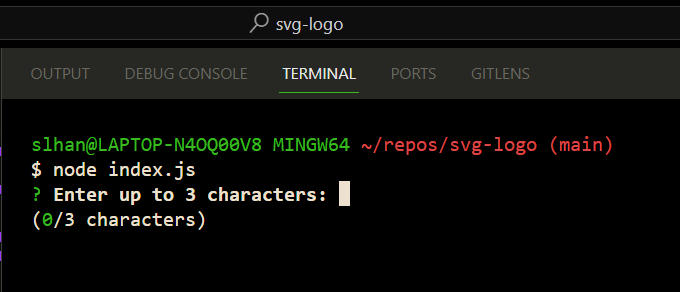 svg-logo
OUTPUT DEBUG CONSOLE TERMINAL PORTS GITLENS
slhan@LAPTOP-N4OQ00V8 MINGW64 ~/repos/svg-logo (main)
$ node index.js
? Enter up to 3 characters:
(0/3 characters)